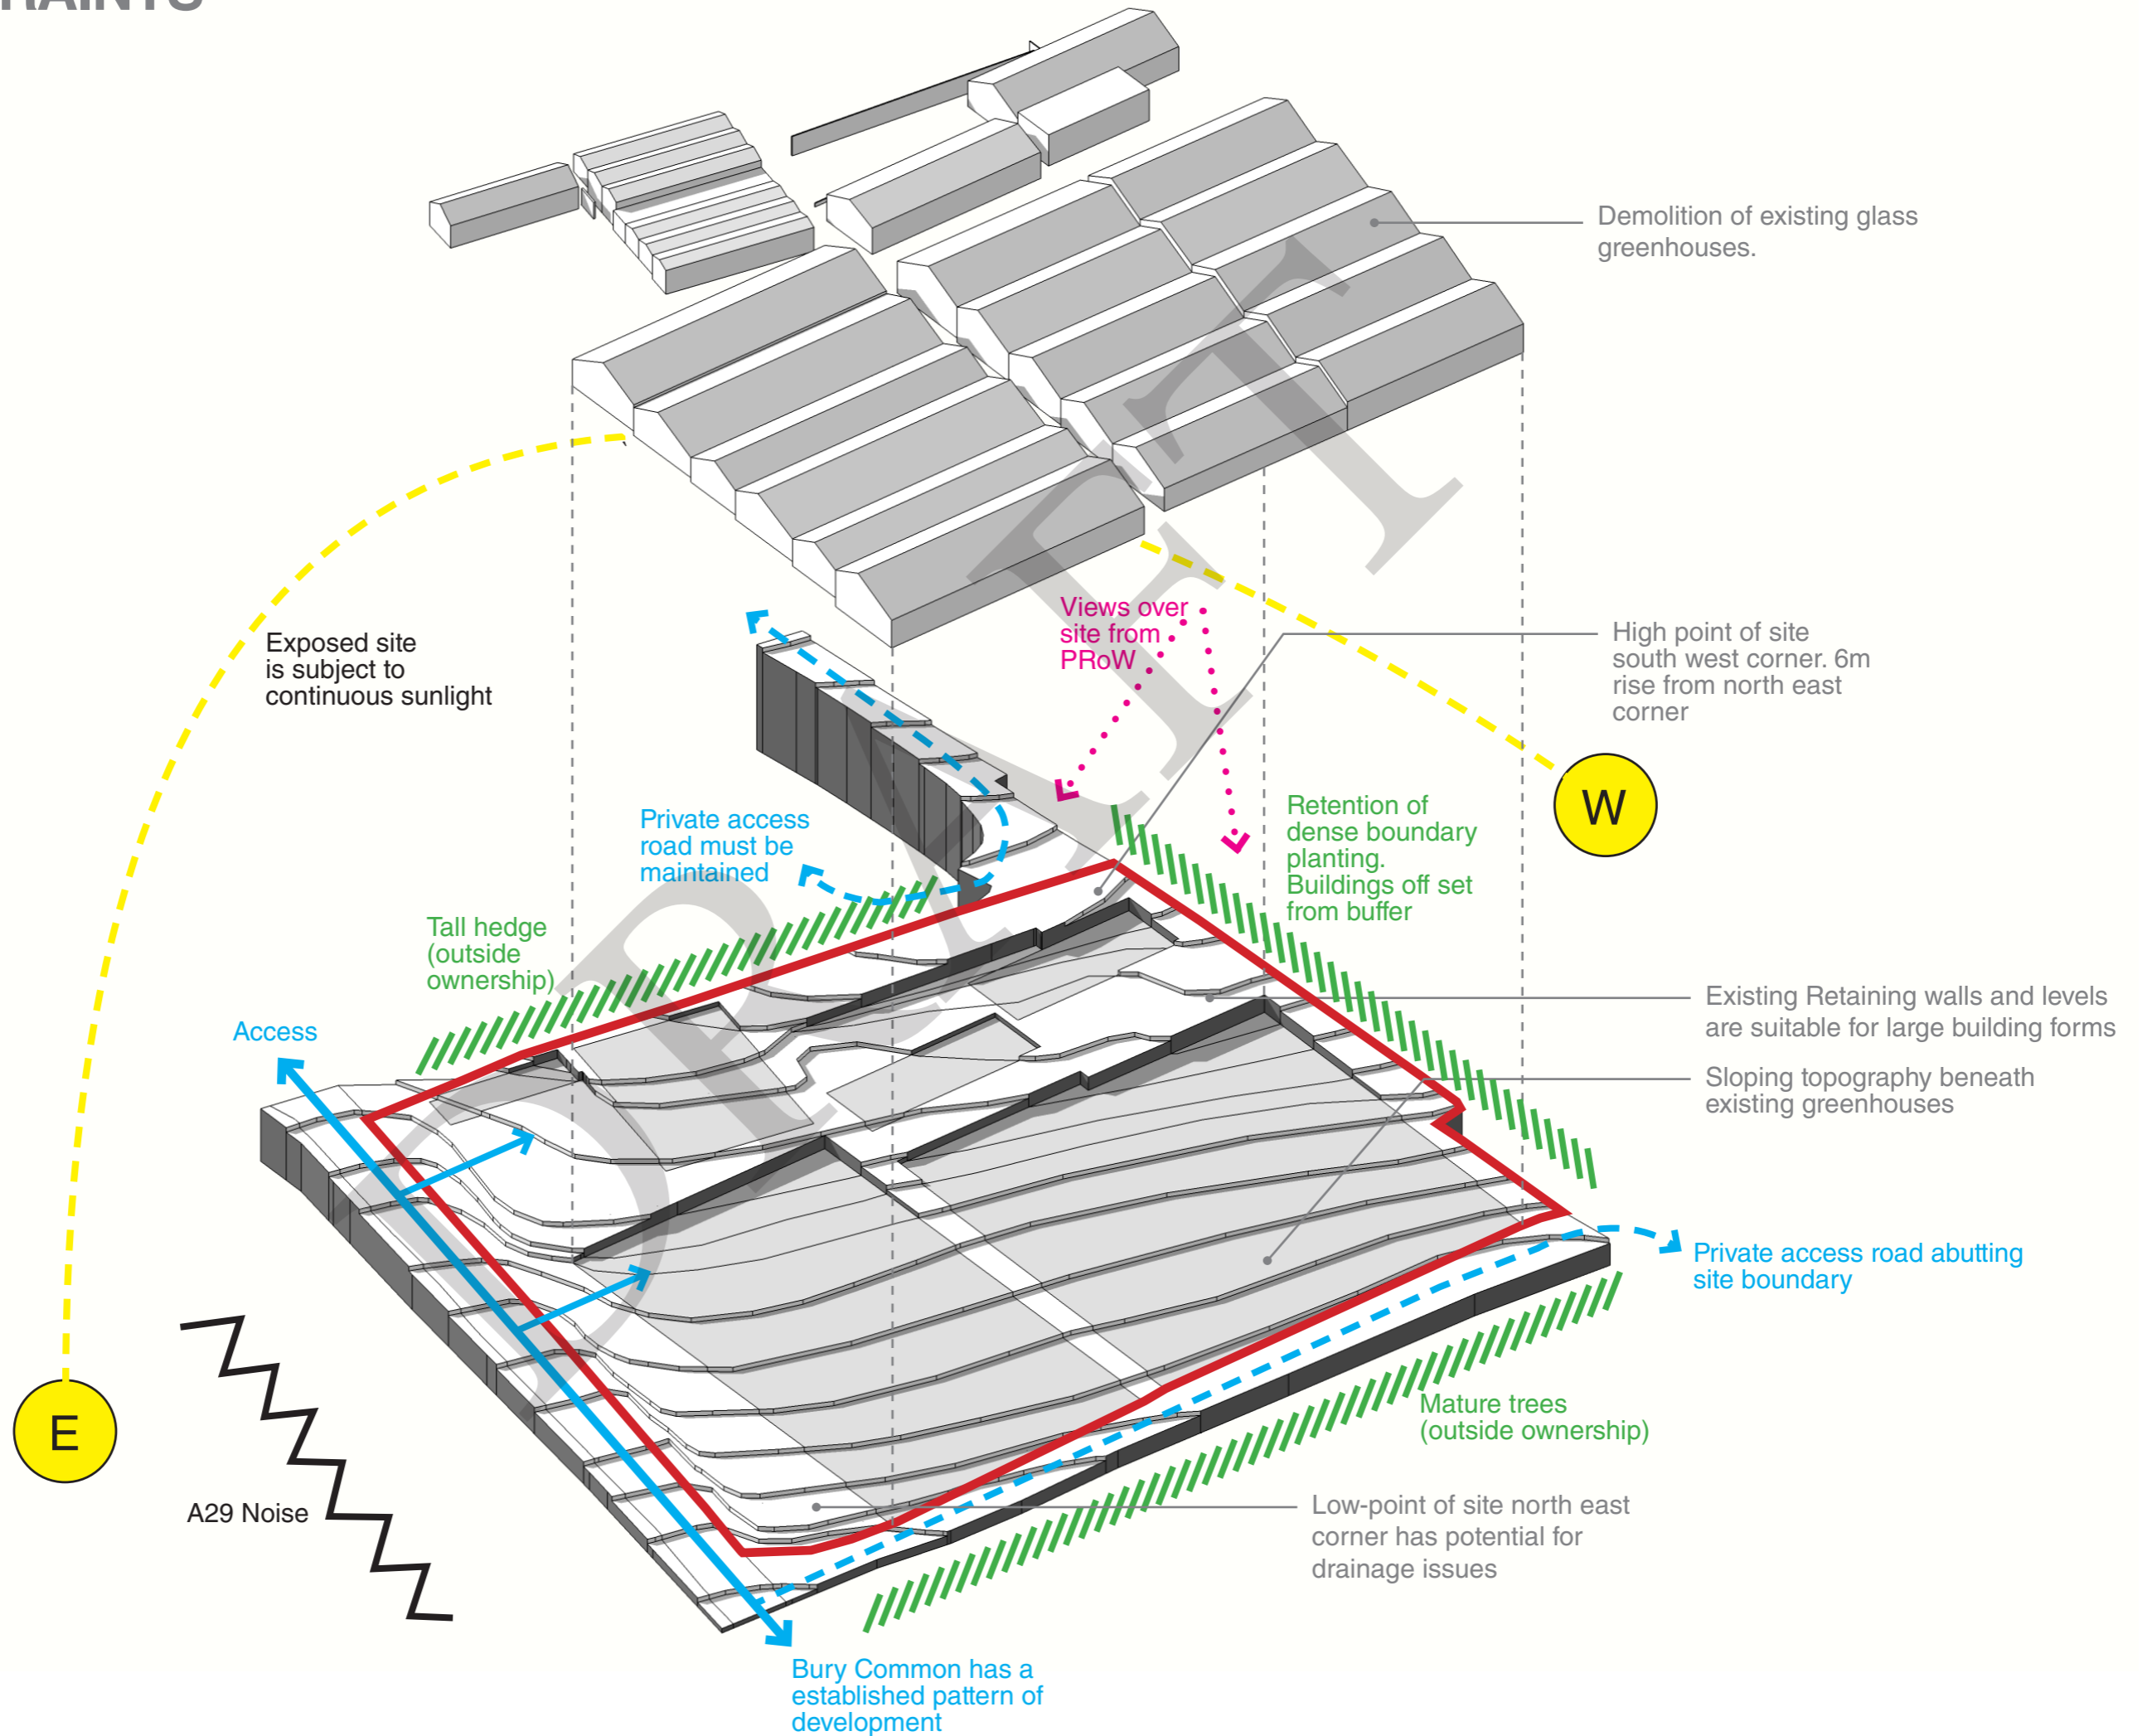 RAINTS
Demolition of existing glass
greenhouses.
Views over
site from
PRoW
High point of site
south west corner. 6m
rise from north east
corner
Exposed site
is subject to
continuous sunlight
W
Private access
road must be
maintained
Retention of
dense boundary
planting.
Buildings off set
from buffer
Tall hedge
(outside
ownership)
Existing Retaining walls and levels
are suitable for large building forms
Access
Sloping topography beneath
existing greenhouses
Private access road abutting
site boundary
E
Mature trees
(outside ownership)
A29 Noise
Low-point of site north east
corner has potential for
drainage issues
Bury Common has a
established pattern of
development
DRAFT